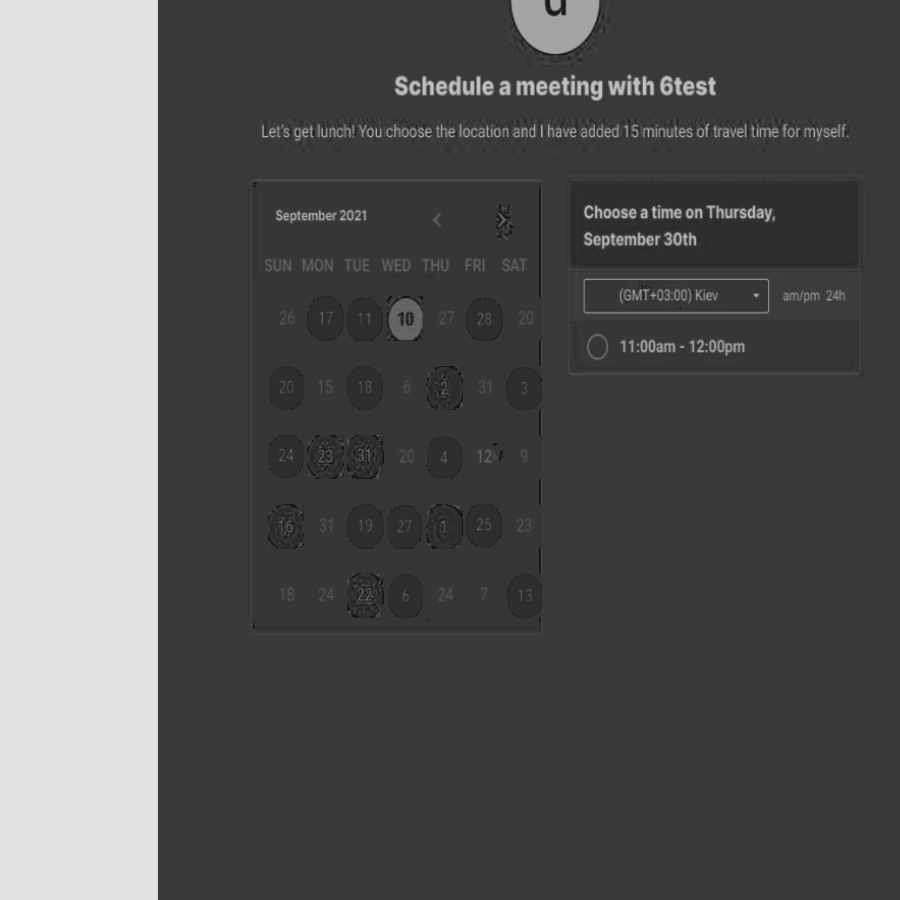 d
Schedule a meeting with 6test
Let's get lunch! You choose the location and I have added 15 minutes of travel time for myself.
September 2021
SUN MON TUE WED THU FRI SAT
26 17 11 10 27 28 20
20 15 18 6 2 31 3
24 23 31 20 4 12 9
16 31 19 27 1 25 23
18 24 22 6 24 7 13
Choose a time on Thursday,
September 30th
(GMT+03:00) Kiev am/pm 24h
11:00am - 12:00pm